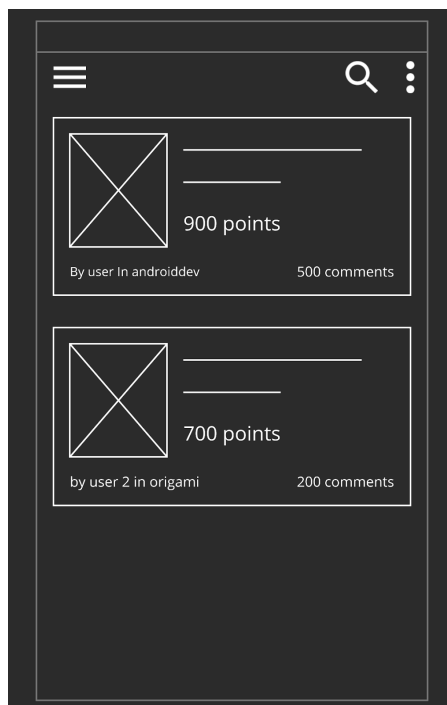 900 points
By user In androiddev
500 comments
700 points
by user 2 in origami
200 comments